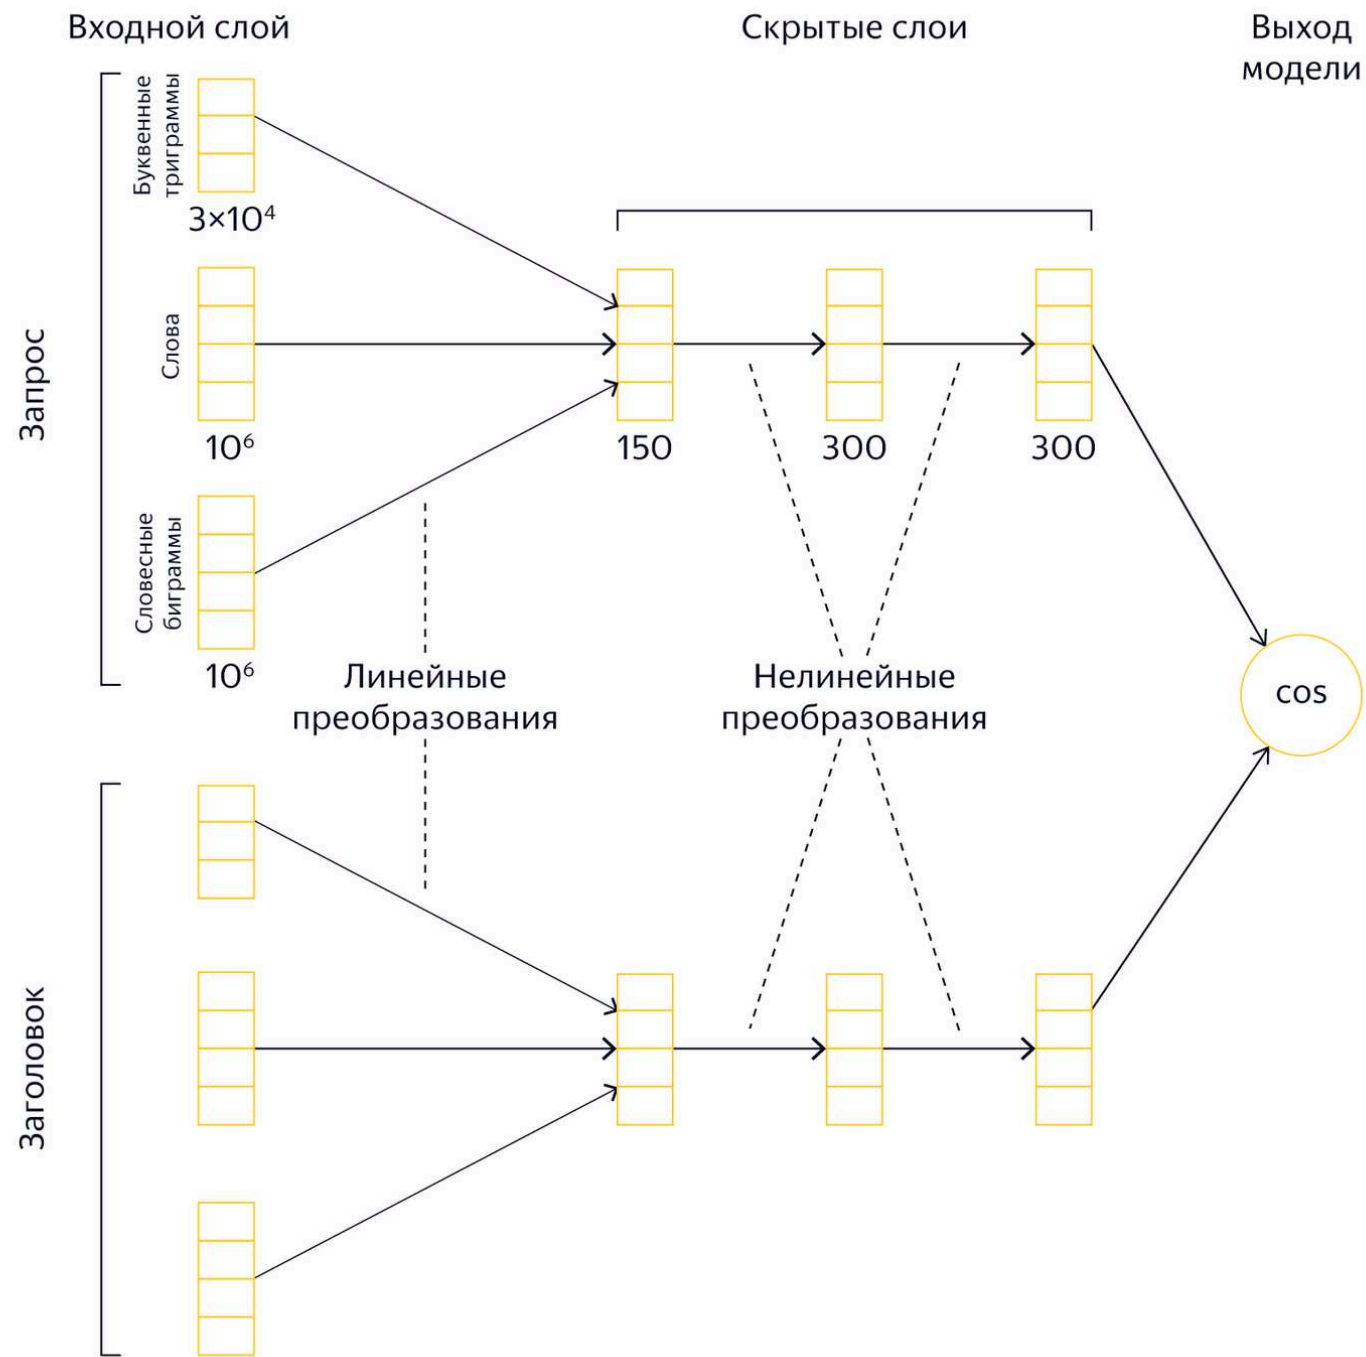 Входной слой
Скрытые слои
Выход
модели
Запрос
Буквенные
триграммы
3×10⁴
Слова
10⁶
150
300
300
Словесные
биграммы
10⁶
Линейные
преобразования
Нелинейные
преобразования
cos
Заголовок